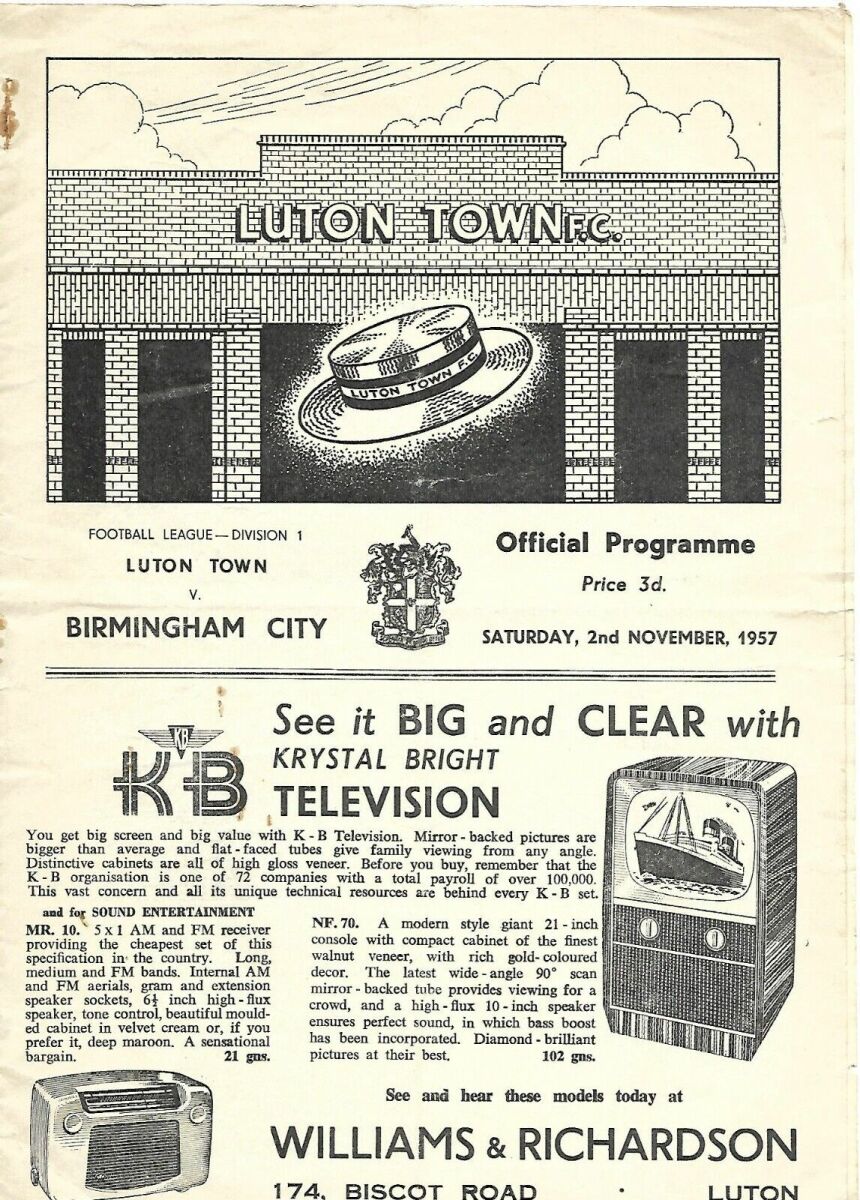 LUTON TOWN F.C.
LUTON TOWN F.C.
FOOTBALL LEAGUE — DIVISION 1
LUTON TOWN
V.
BIRMINGHAM CITY
Official Programme
Price 3d.
SATURDAY, 2nd NOVEMBER, 1957
KB
KB
See it BIG and CLEAR with
KRYSTAL BRIGHT
TELEVISION
You get big screen and big value with K - B Television. Mirror - backed pictures are
bigger than average and flat - faced tubes give family viewing from any angle.
Distinctive cabinets are all of high gloss veneer. Before you buy, remember that the
K - B organisation is one of 72 companies with a total payroll of over 100,000.
This vast concern and all its unique technical resources are behind every K - B set.
and for SOUND ENTERTAINMENT
MR. 10. 5 x 1 AM and FM receiver
providing the cheapest set of this
specification in the country. Long,
medium and FM bands. Internal AM
and FM aerials, gram and extension
speaker sockets, 6½ inch high - flux
speaker, tone control, beautiful mould-
ed cabinet in velvet cream or, if you
prefer it, deep maroon. A sensational
bargain. 21 gns.
NF. 70. A modern style giant 21 - inch
console with compact cabinet of the finest
walnut veneer, with rich gold - coloured
decor. The latest wide - angle 90° scan
mirror - backed tube provides viewing for a
crowd, and a high - flux 10 - inch speaker
ensures perfect sound, in which bass boost
has been incorporated. Diamond - brilliant
pictures at their best. 102 gns.
See and hear these models today at
WILLIAMS & RICHARDSON
174, BISCOT ROAD · LUTON